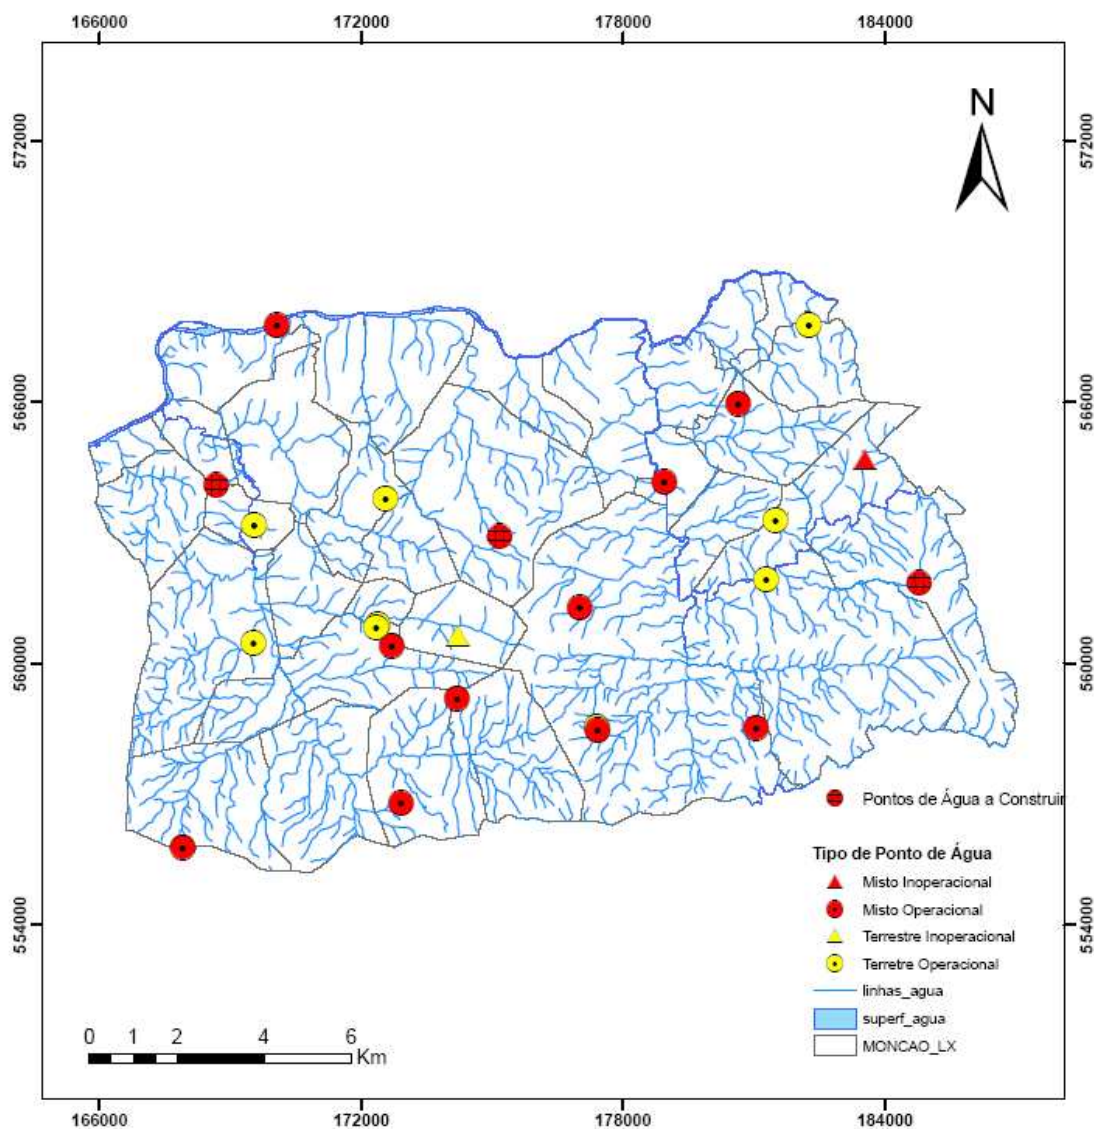 166000 172000 178000 184000
N
572000 572000
566000 566000
560000 560000
Pontos de Água a Construir
Tipo de Ponto de Água
Misto Inoperacional
Misto Operacional
554000 554000
Terrestre Inoperacional
Terretre Operacional
linhas_agua
superf_agua
MONCAO_LX
0 1 2 4 6
Km
166000 172000 178000 184000